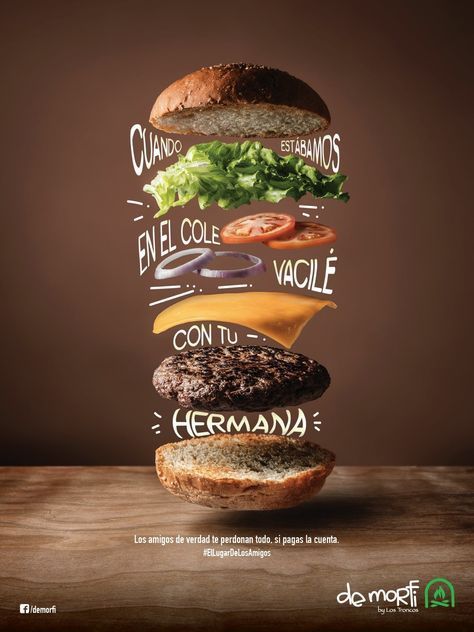 CUANDO ESTÁBAMOS
EN EL COLE
VACILÉ
CON TU
HERMANA
Los amigos de verdad te perdonan todo, si pagas la cuenta.
#ElLugarDeLosAmigos
f/demorfi
de morfi
by Los Troncos